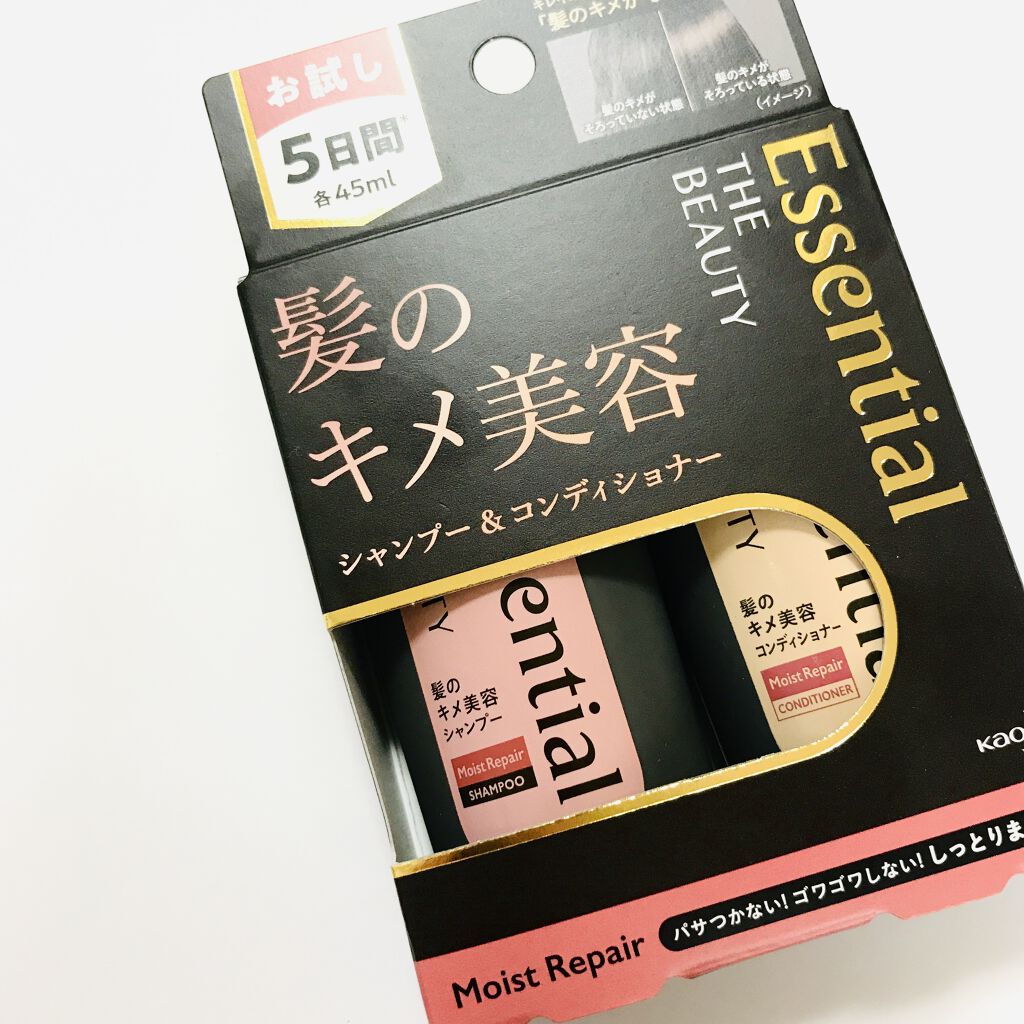 お試し
5日間*
各45ml
「髪のキメが
髪のキメが
そろっていない状態
髪のキメが
そろっている状態
(イメージ)
Essential
THE
BEAUTY
髪の
キメ美容
シャンプー&コンディショナー
TY
ential
髪の
キメ美容
シャンプー
Moist Repair
SHAMPOO
TY
髪の
キメ美容
コンディショナー
Moist Repair
CONDITIONER
Kao
Moist Repair
パサつかない!ゴワゴワしない!しっとりま